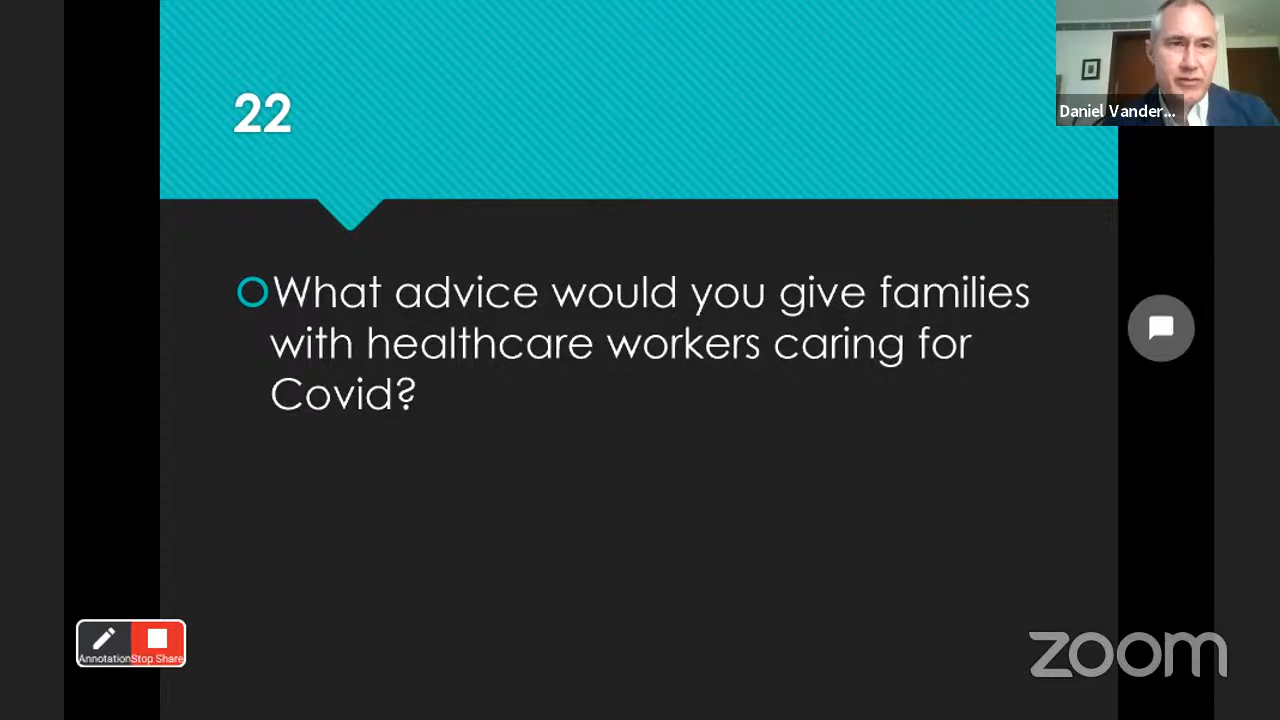 22
Daniel Vander...
What advice would you give families
with healthcare workers caring for
Covid?
Annotation Stop Share
zoom